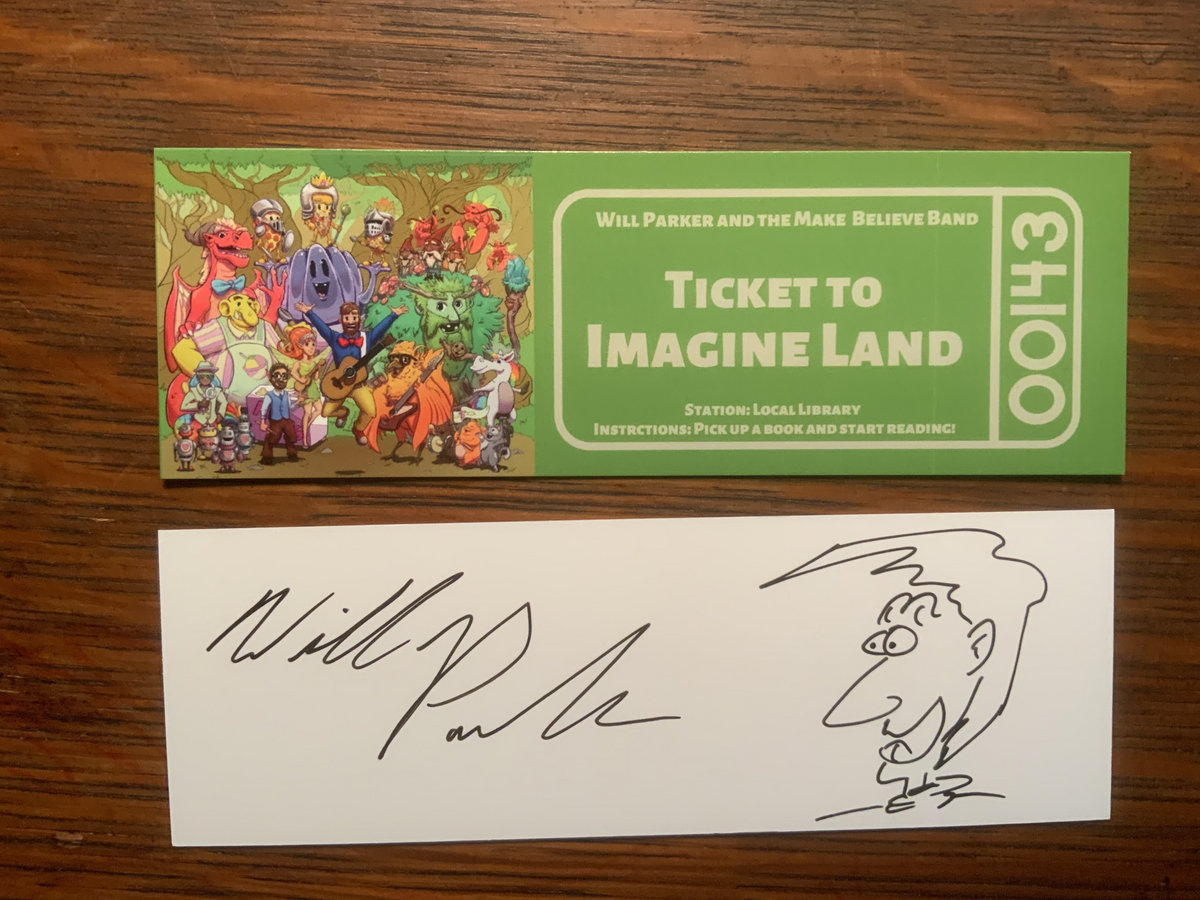 WILL PARKER AND THE MAKE BELIEVE BAND
TICKET TO
IMAGINE LAND
STATION: LOCAL LIBRARY
INSTRCTIONS: PICK UP A BOOK AND START READING!
00143
Will Parker